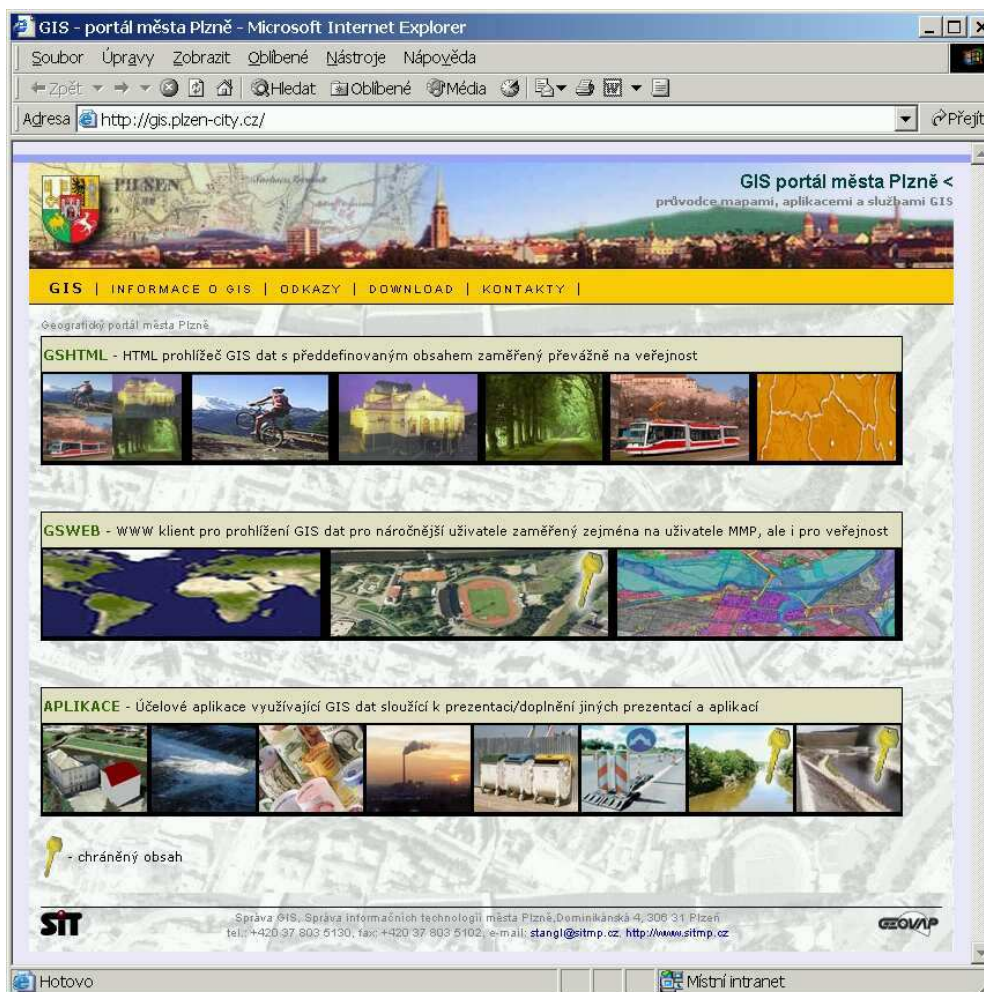 GIS - portál města Plzně - Microsoft Internet Explorer
Soubor Úpravy Zobrazit Oblíbené Nástroje Nápověda
Zpět Hledat Oblíbené Média
Adresa http://gis.plzen-city.cz/ Přejít
PILSEN
GIS portál města Plzně <
průvodce mapami, aplikacemi a službami GIS
GIS | INFORMACE O GIS | ODKAZY | DOWNLOAD | KONTAKTY |
Geografický portál města Plzně
GSHTML - HTML prohlížeč GIS dat s předdefinovaným obsahem zaměřený převážně na veřejnost
GSWEB - WWW klient pro prohlížení GIS dat pro náročnější uživatele zaměřený zejména na uživatele MMP, ale i pro veřejnost
APLIKACE - Účelové aplikace využívající GIS dat sloužící k prezentaci/doplnění jiných prezentací a aplikací
- chráněný obsah
SIT
Správa GIS, Správa informačních technologií města Plzně,Dominikánská 4, 306 31 Plzeň
tel.: +420 37 803 5130, fax: +420 37 803 5102, e-mail: stangl@sitmp.cz, http://www.sitmp.cz
GEOVAP
Hotovo
Místní intranet